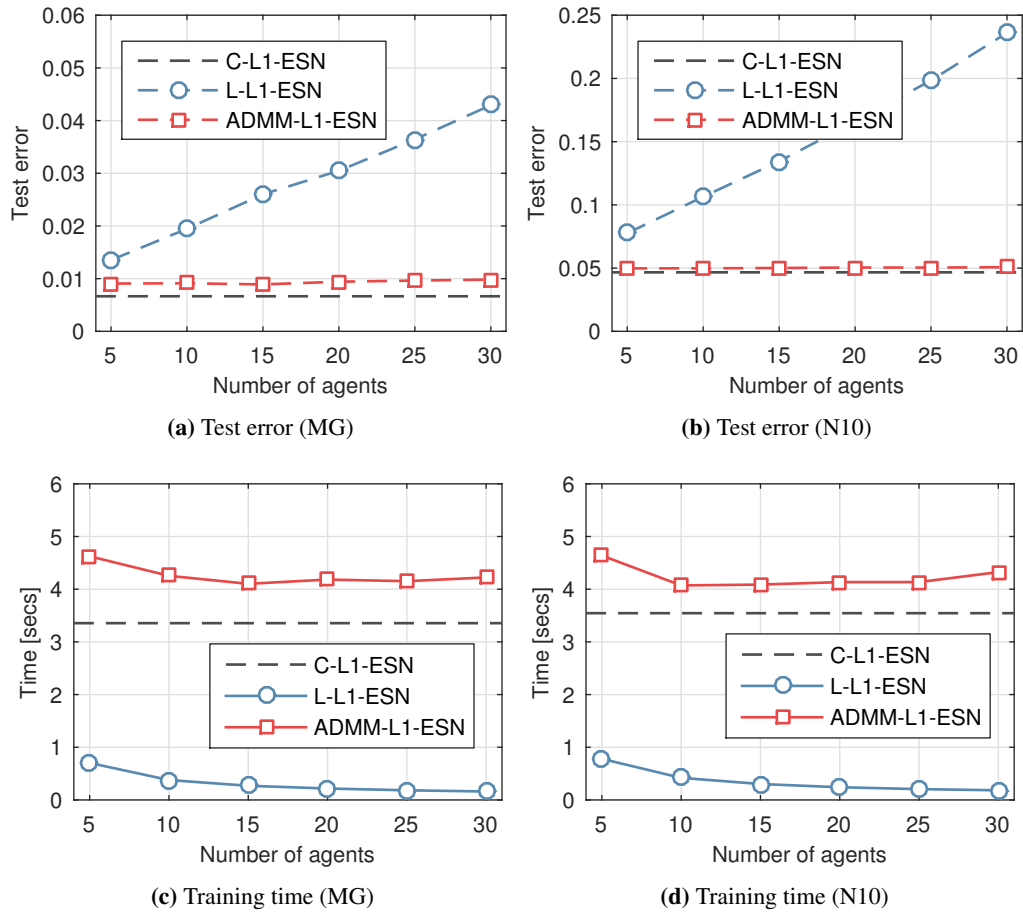 0.06
0.05
0.04
0.03
0.02
0.01
0
Test error
C-L1-ESN
L-L1-ESN
ADMM-L1-ESN
5 10 15 20 25 30
Number of agents
(a) Test error (MG)
0.25
0.2
0.15
0.1
0.05
0
Test error
C-L1-ESN
L-L1-ESN
ADMM-L1-ESN
5 10 15 20 25 30
Number of agents
(b) Test error (N10)
6
5
4
3
2
1
0
Time [secs]
C-L1-ESN
L-L1-ESN
ADMM-L1-ESN
5 10 15 20 25 30
Number of agents
(c) Training time (MG)
6
5
4
3
2
1
0
Time [secs]
C-L1-ESN
L-L1-ESN
ADMM-L1-ESN
5 10 15 20 25 30
Number of agents
(d) Training time (N10)